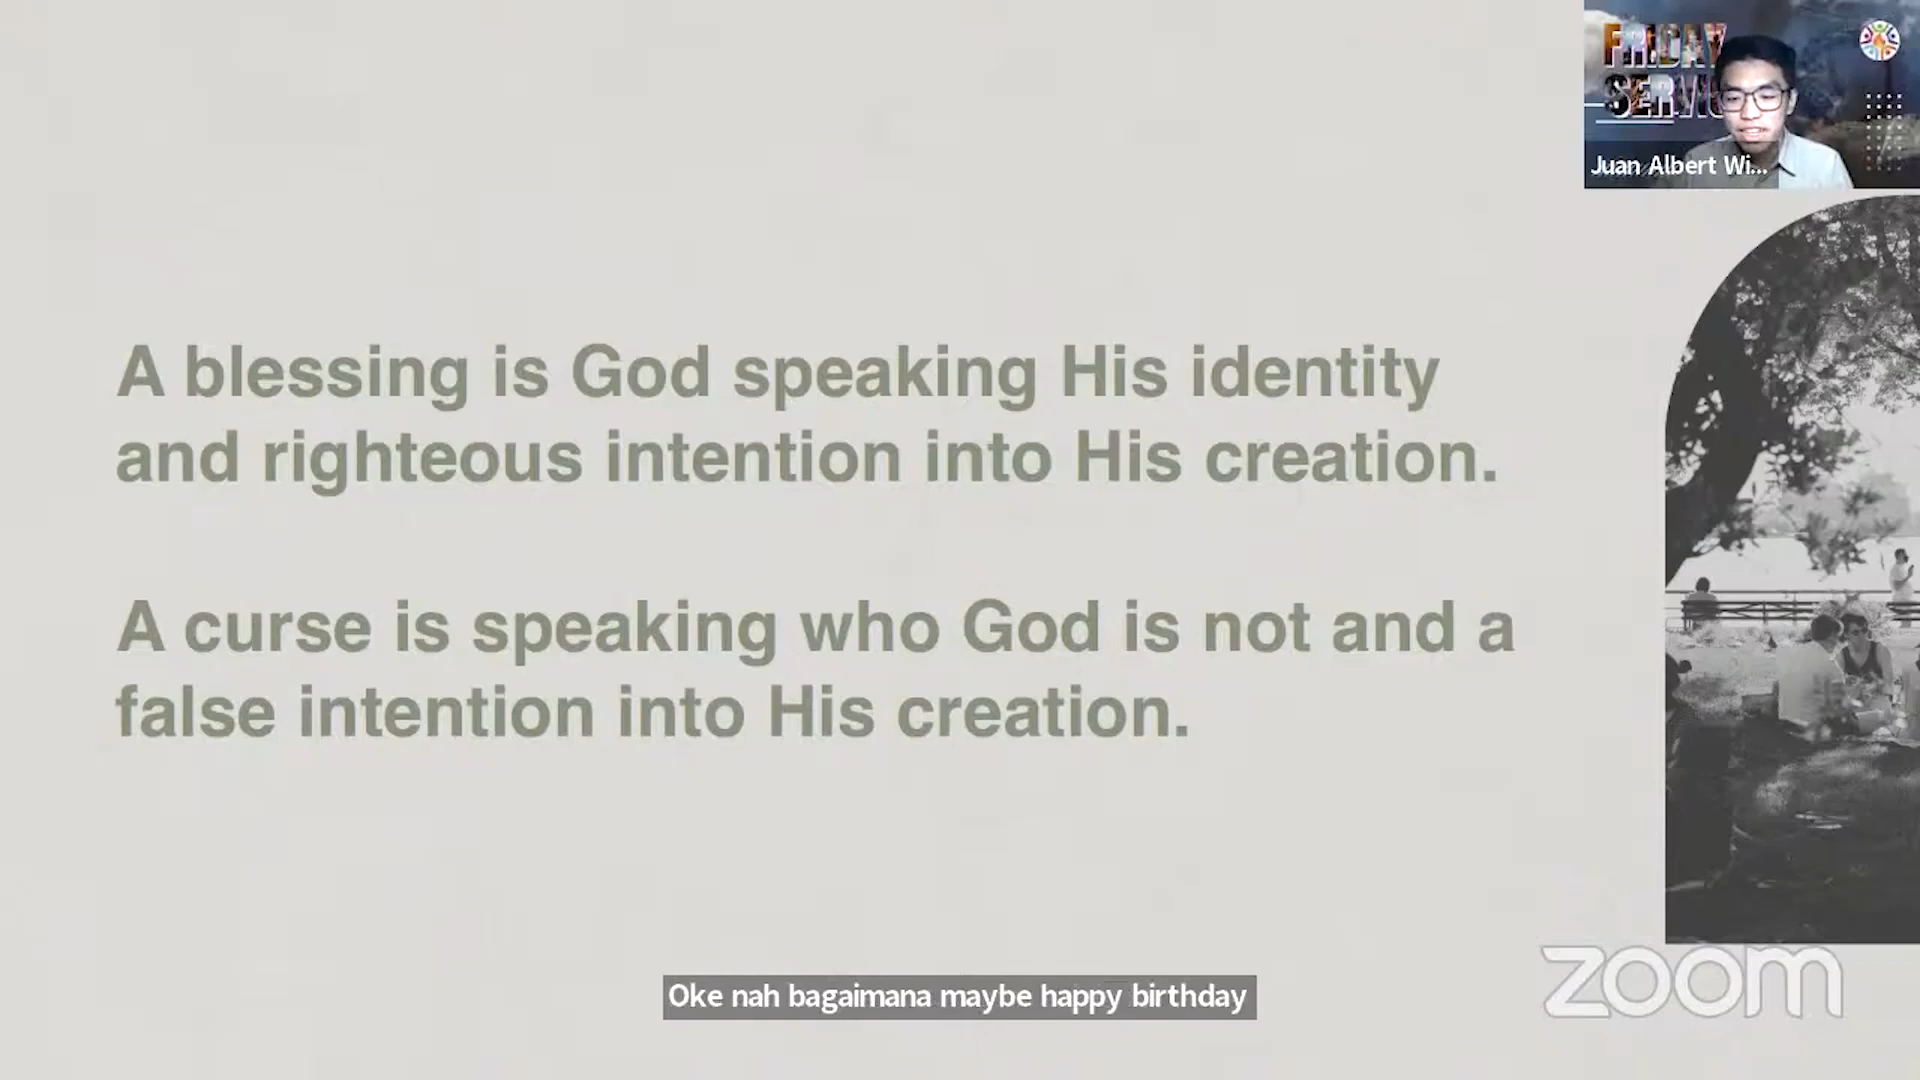 FRIDAY
SERVIC
Juan Albert Wi...
A blessing is God speaking His identity
and righteous intention into His creation.
A curse is speaking who God is not and a
false intention into His creation.
Oke nah bagaimana maybe happy birthday
zoom